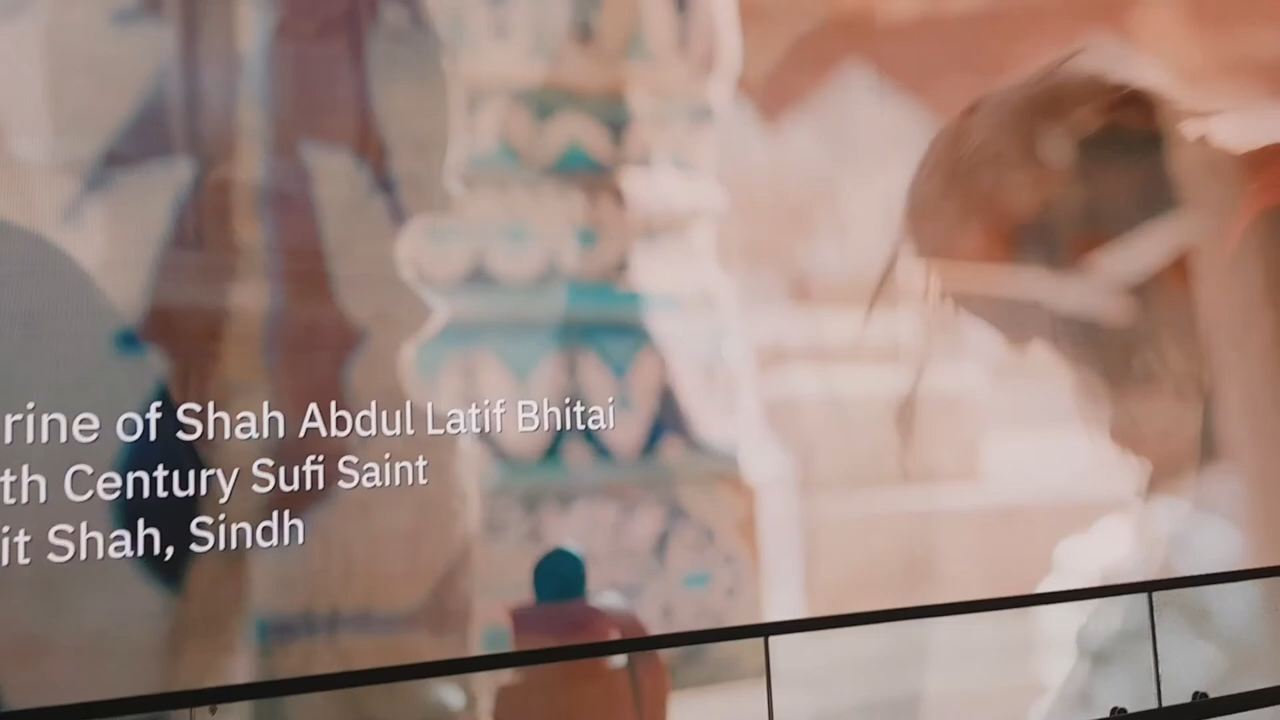 rine of Shah Abdul Latif Bhitai
th Century Sufi Saint
it Shah, Sindh